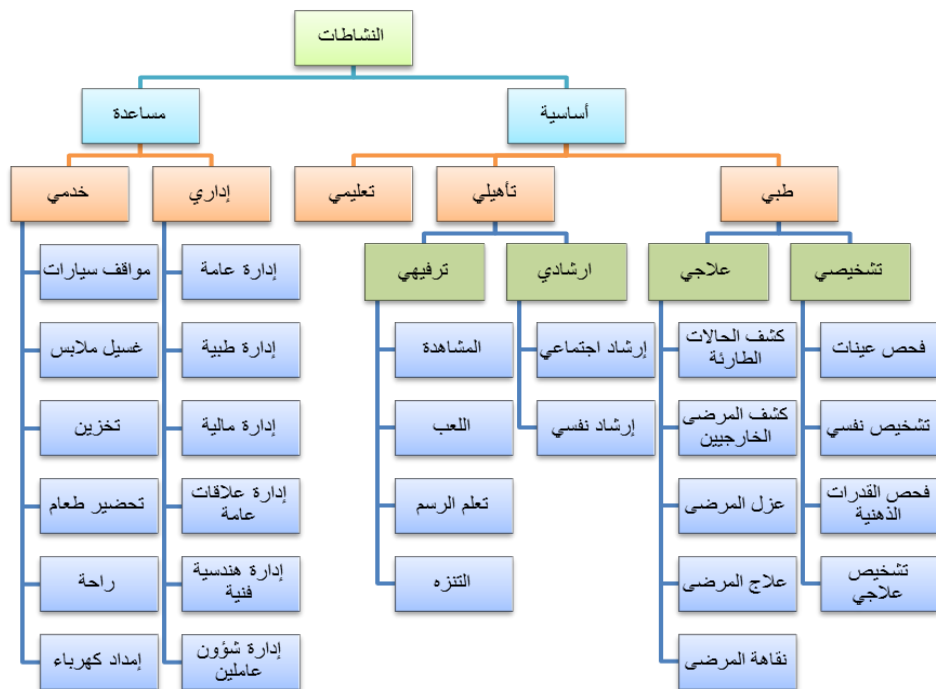 النشاطات
أساسية
مساعدة
طبي
تأهيلي
تعليمي
إداري
خدمي
تشخيصي
علاجي
ارشادي
ترفيهي
فحص عينات
تشخيص نفسي
فحص القدرات
الذهنية
تشخيص
علاجي
كشف الحالات
الطارئة
كشف المرضى
الخارجيين
عزل المرضى
علاج المرضى
نقاهة المرضى
إرشاد اجتماعي
إرشاد نفسي
المشاهدة
اللعب
تعلم الرسم
التنزه
إدارة عامة
إدارة طبية
إدارة مالية
إدارة علاقات
عامة
إدارة هندسية
فنية
إدارة شؤون
عاملين
مواقف سيارات
غسيل ملابس
تخزين
تحضير طعام
راحة
إمداد كهرباء